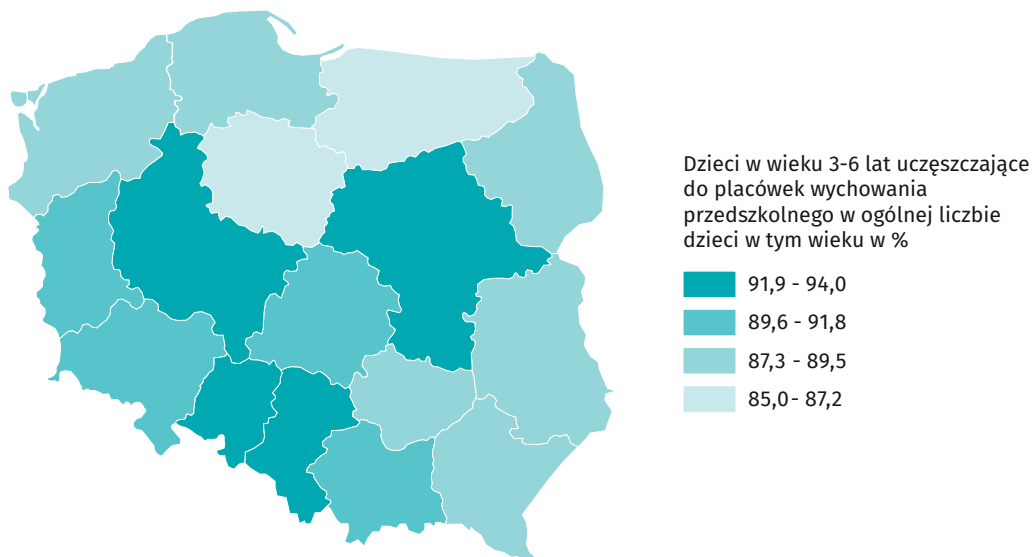 Dzieci w wieku 3-6 lat uczęszczające
do placówek wychowania
przedszkolnego w ogólnej liczbie
dzieci w tym wieku w %
91,9 - 94,0
89,6 - 91,8
87,3 - 89,5
85,0- 87,2